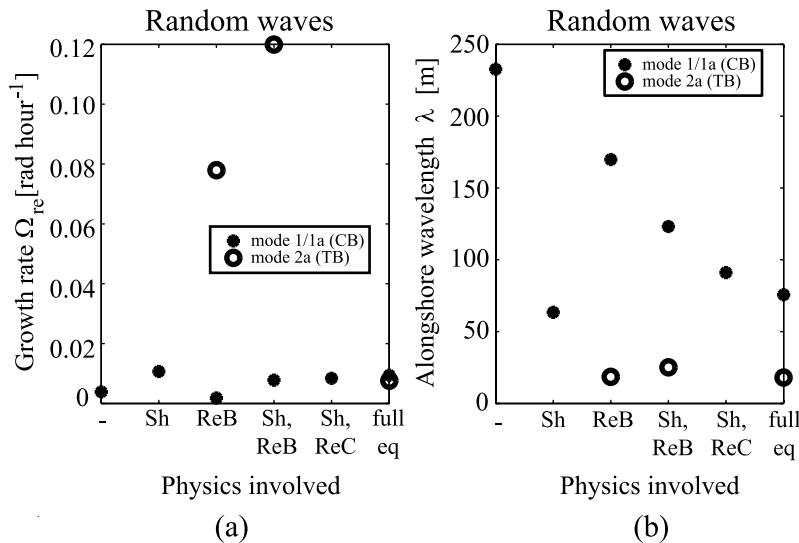 Random waves
0.12
0.10
0.08
0.06
0.04
0.02
0
Growth rate Ω_re [rad hour⁻¹]
mode 1/1a (CB)
mode 2a (TB)
- Sh ReB Sh, Sh, full
ReB ReC eq
Physics involved
(a)
Random waves
250
200
150
100
50
0
Alongshore wavelength λ [m]
mode 1/1a (CB)
mode 2a (TB)
- Sh ReB Sh, Sh, full
ReB ReC eq
Physics involved
(b)